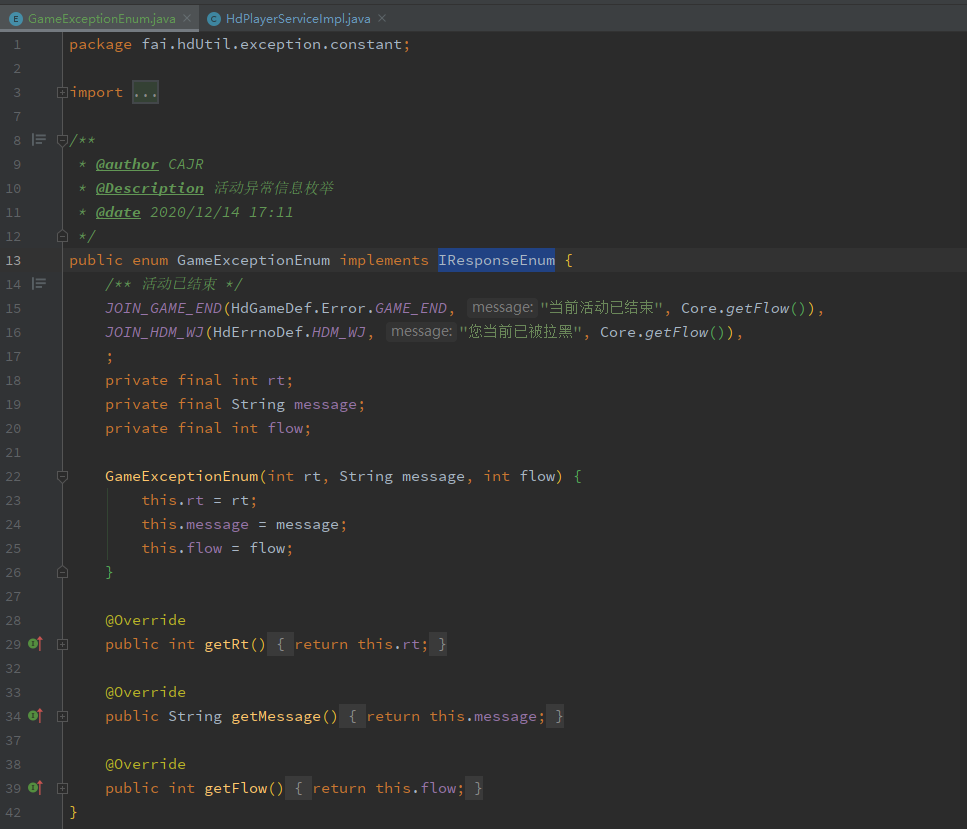 GameExceptionEnum.java HdPlayerServiceImpl.java
1 package fai.hdUtil.exception.constant;
2
3 import ...
7
8 /**
9 * @author CAJR
10 * @Description 活动异常信息枚举
11 * @date 2020/12/14 17:11
12 */
13 public enum GameExceptionEnum implements IResponseEnum {
14 /** 活动已结束 */
15 JOIN_GAME_END(HdGameDef.Error.GAME_END, message: "当前活动已结束", Core.getFlow()),
16 JOIN_HDM_WJ(HdErrnoDef.HDM_WJ, message: "您当前已被拉黑", Core.getFlow()),
17 ;
18 private final int rt;
19 private final String message;
20 private final int flow;
21
22 GameExceptionEnum(int rt, String message, int flow) {
23 this.rt = rt;
24 this.message = message;
25 this.flow = flow;
26 }
27
28 @Override
29 public int getRt() { return this.rt; }
32
33 @Override
34 public String getMessage() { return this.message; }
37
38 @Override
39 public int getFlow() { return this.flow; }
42 }